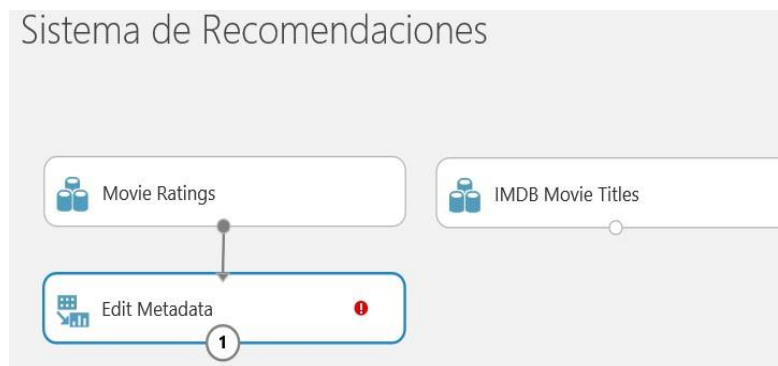 Sistema de Recomendaciones
Movie Ratings
IMDB Movie Titles
Edit Metadata
!
1